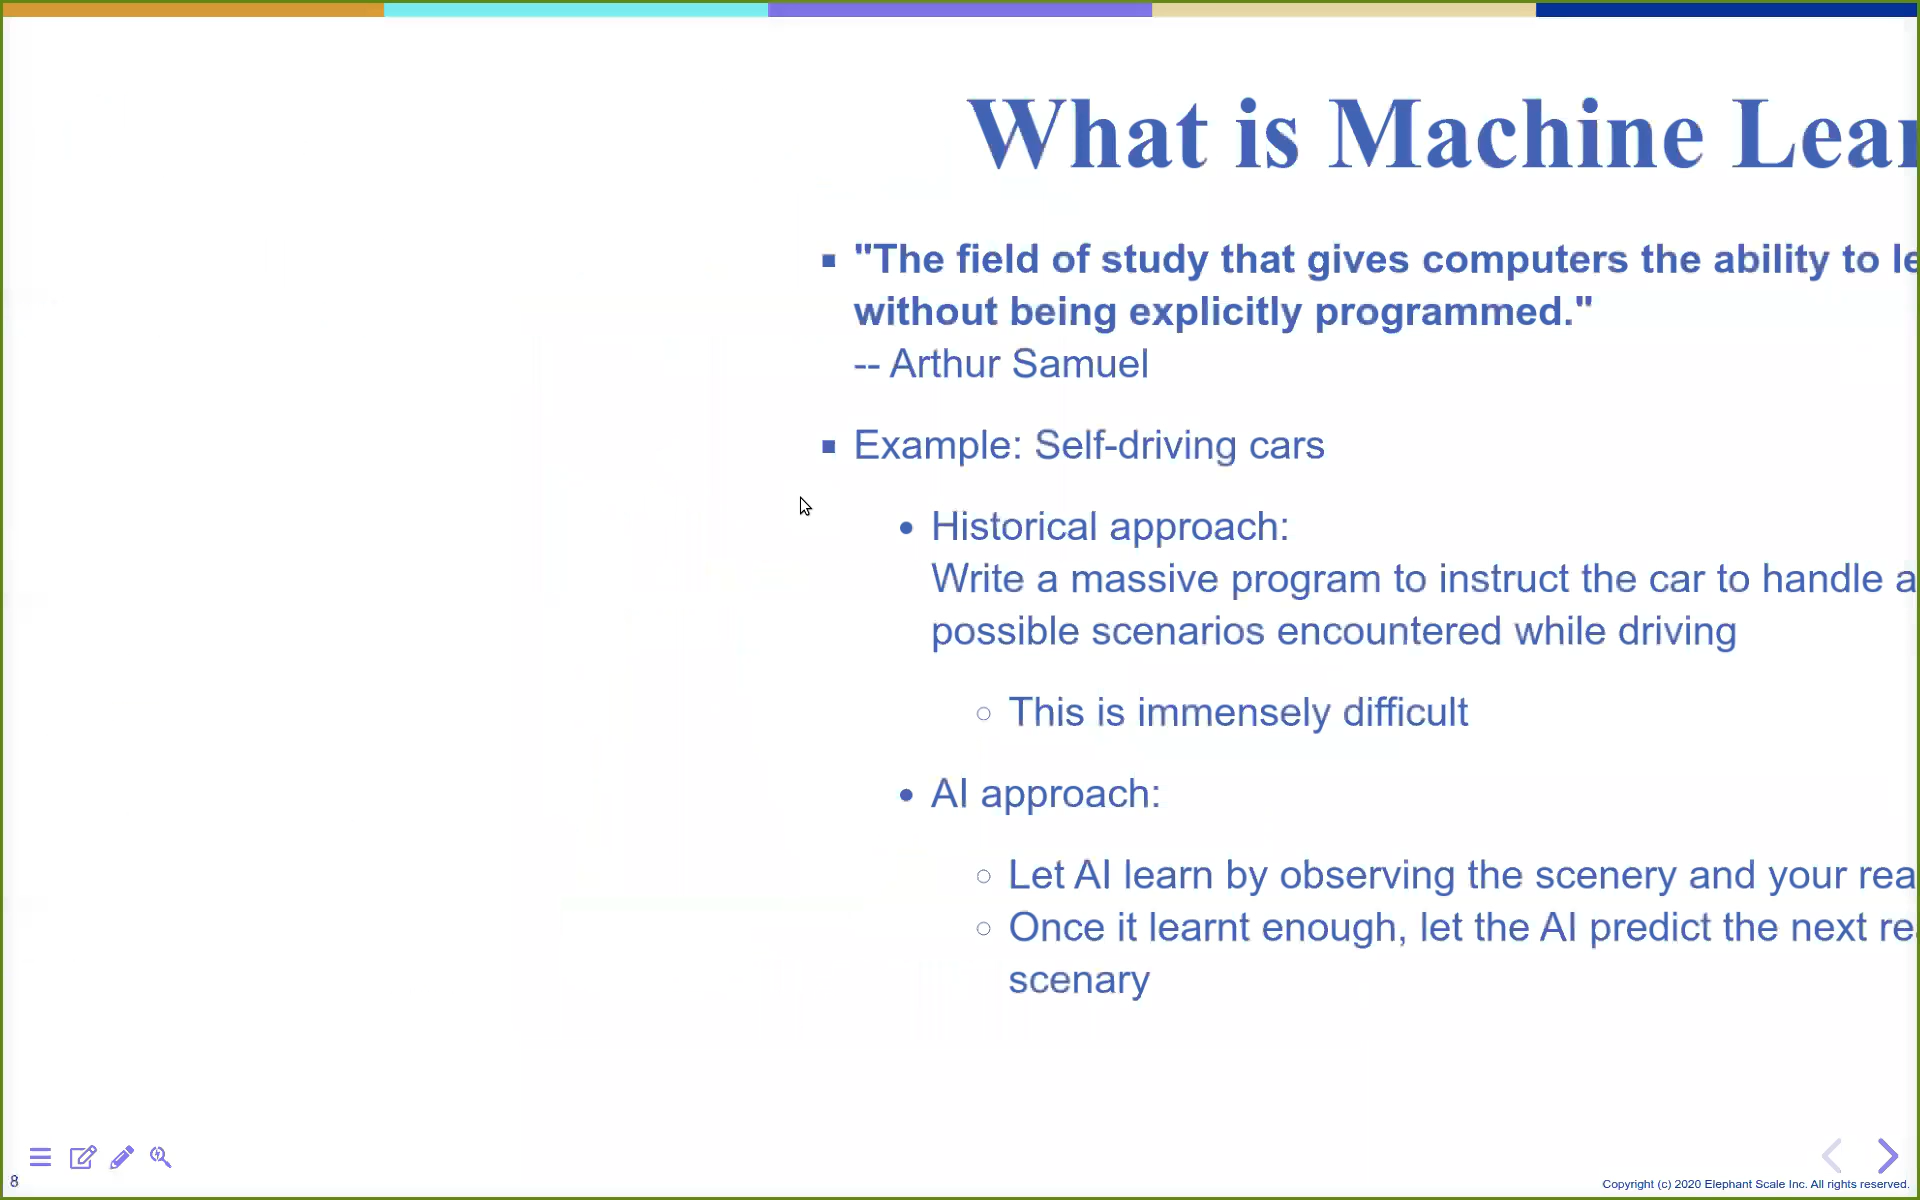 What is Machine Lear
"The field of study that gives computers the ability to le
without being explicitly programmed."
-- Arthur Samuel
Example: Self-driving cars
Historical approach:
Write a massive program to instruct the car to handle a
possible scenarios encountered while driving
This is immensely difficult
AI approach:
Let AI learn by observing the scenery and your rea
Once it learnt enough, let the AI predict the next re
scenary
8
Copyright (c) 2020 Elephant Scale Inc. All rights reserved.